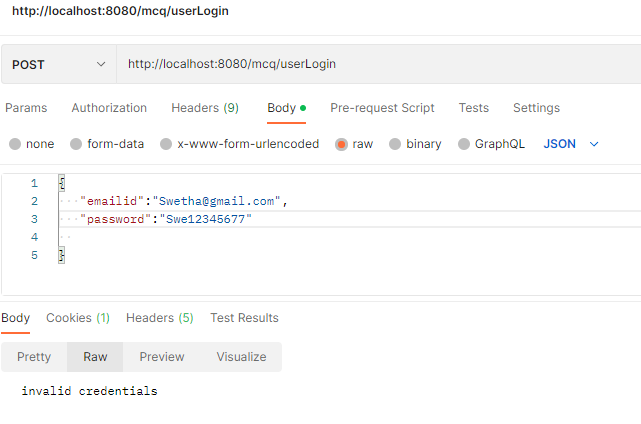 http://localhost:8080/mcq/userLogin
POST http://localhost:8080/mcq/userLogin
Params Authorization Headers (9) Body Pre-request Script Tests Settings
none form-data x-www-form-urlencoded raw binary GraphQL JSON
1 {
2 "emailid":"Swetha@gmail.com",
3 "password":"Swe12345677"
4
5 }
Body Cookies (1) Headers (5) Test Results
Pretty Raw Preview Visualize
invalid credentials